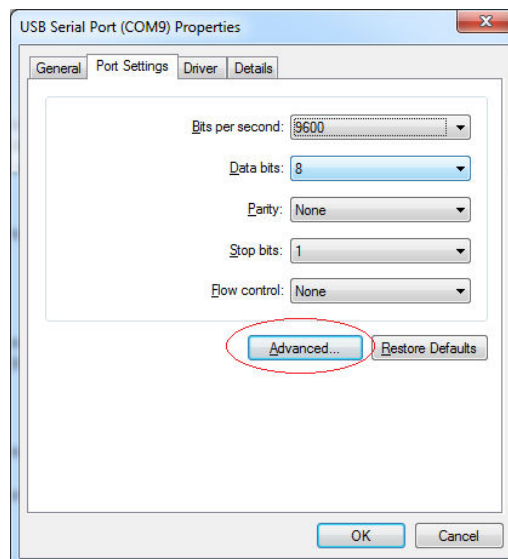 USB Serial Port (COM9) Properties
General Port Settings Driver Details
Bits per second: 9600
Data bits: 8
Parity: None
Stop bits: 1
Flow control: None
Advanced... Restore Defaults
OK Cancel